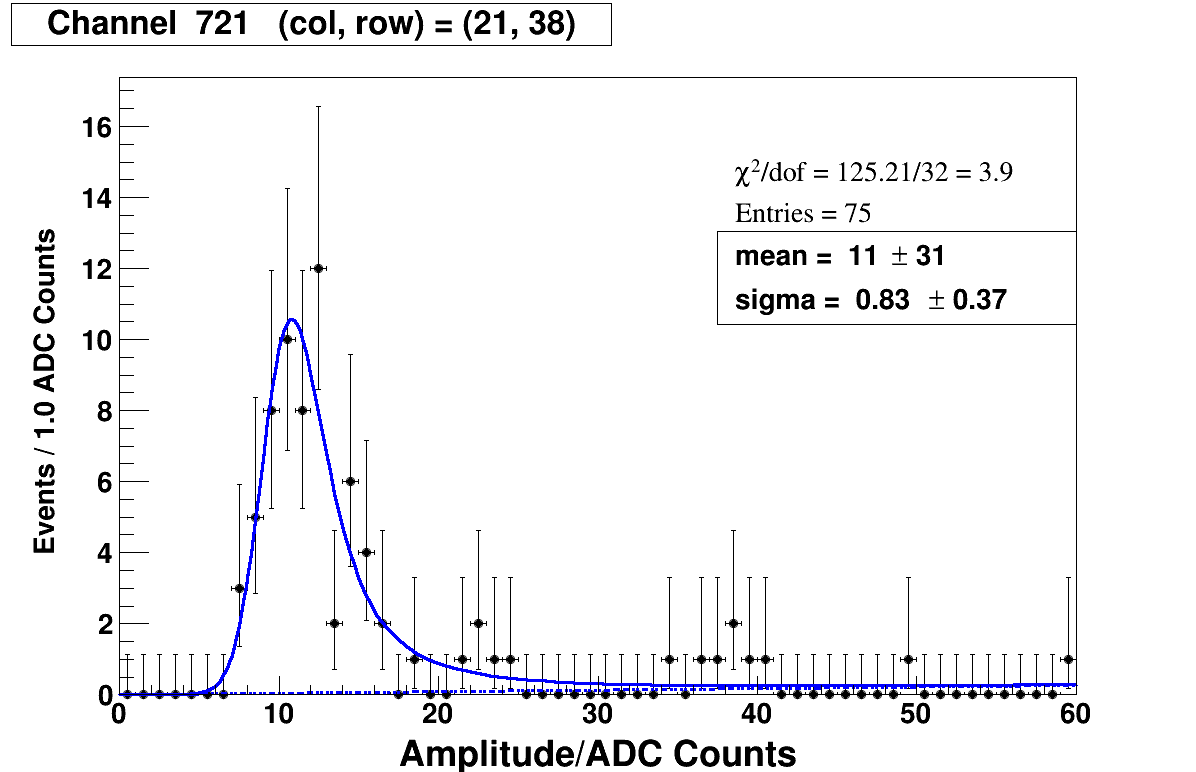 Channel 721 (col, row) = (21, 38)
χ²/dof = 125.21/32 = 3.9
Entries = 75
mean = 11 ± 31
sigma = 0.83 ± 0.37
Events / 1.0 ADC Counts
16
14
12
10
8
6
4
2
0
0 10 20 30 40 50 60
Amplitude/ADC Counts